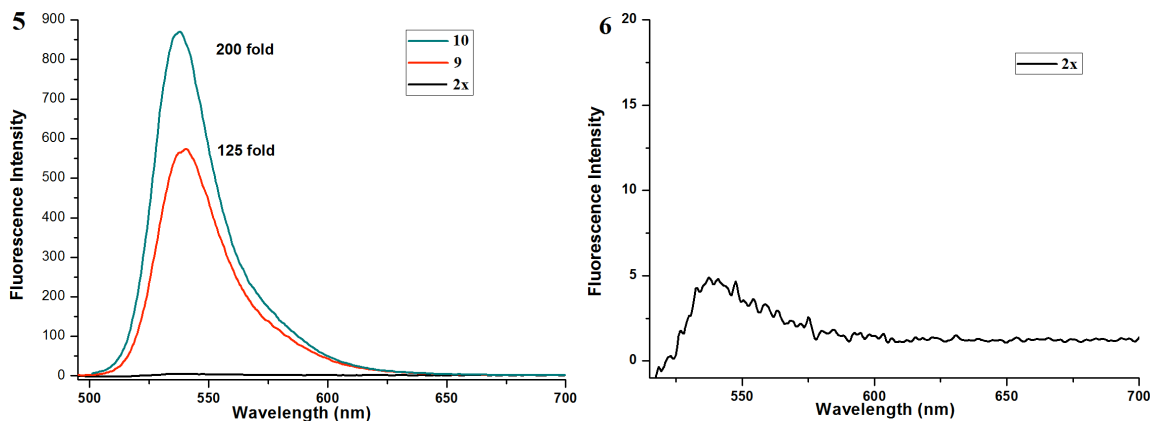 5
900
800
700
600
500
400
300
200
100
0
Fluorescence Intensity
200 fold
125 fold
10
9
2x
500 550 600 650 700
Wavelength (nm)
6
20
15
10
5
0
Fluorescence Intensity
2x
550 600 650 700
Wavelength (nm)